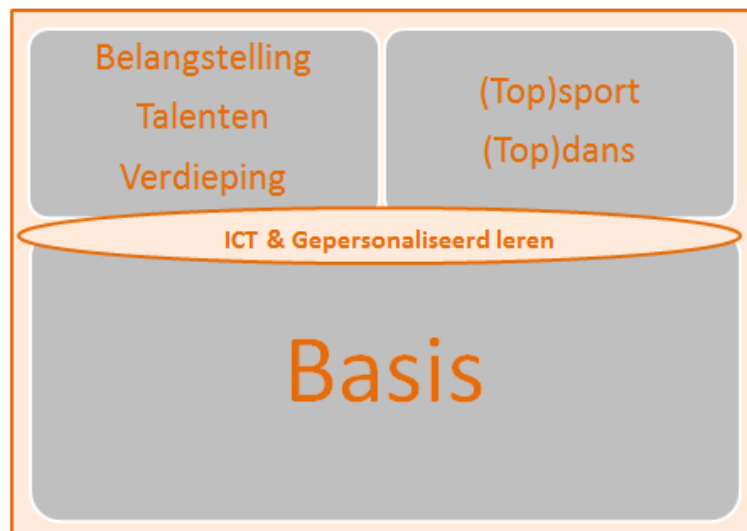 Belangstelling
Talenten
Verdieping
(Top)sport
(Top)dans
ICT & Gepersonaliseerd leren
Basis